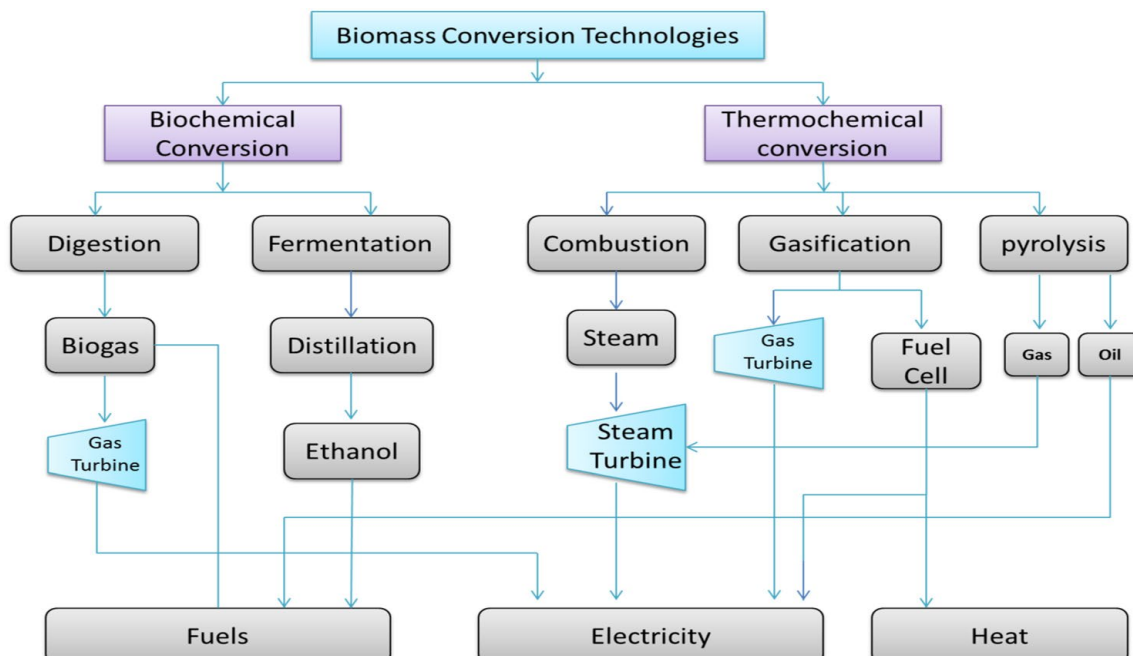 Biomass Conversion Technologies
Biochemical
Conversion
Thermochemical
conversion
Digestion
Fermentation
Combustion
Gasification
pyrolysis
Biogas
Distillation
Steam
Gas
Turbine
Fuel
Cell
Gas
Oil
Gas
Turbine
Ethanol
Steam
Turbine
Fuels
Electricity
Heat